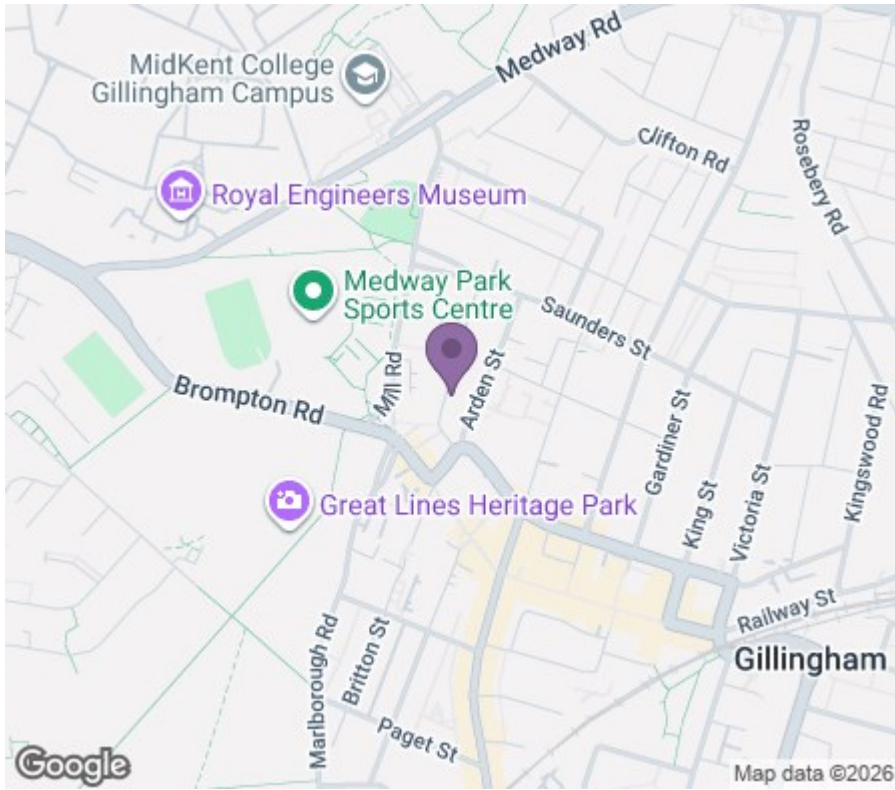 Medway Rd
MidKent College
Gillingham Campus
Clifton Rd
Rosebery Rd
Royal Engineers Museum
Medway Park
Sports Centre
Saunders St
Mill Rd
Arden St
Brompton Rd
Gardiner St
Kingswood Rd
King St
Victoria St
Great Lines Heritage Park
Railway St
Marlborough Rd
Britton St
Gillingham
Paget St
Google
Map data ©2026